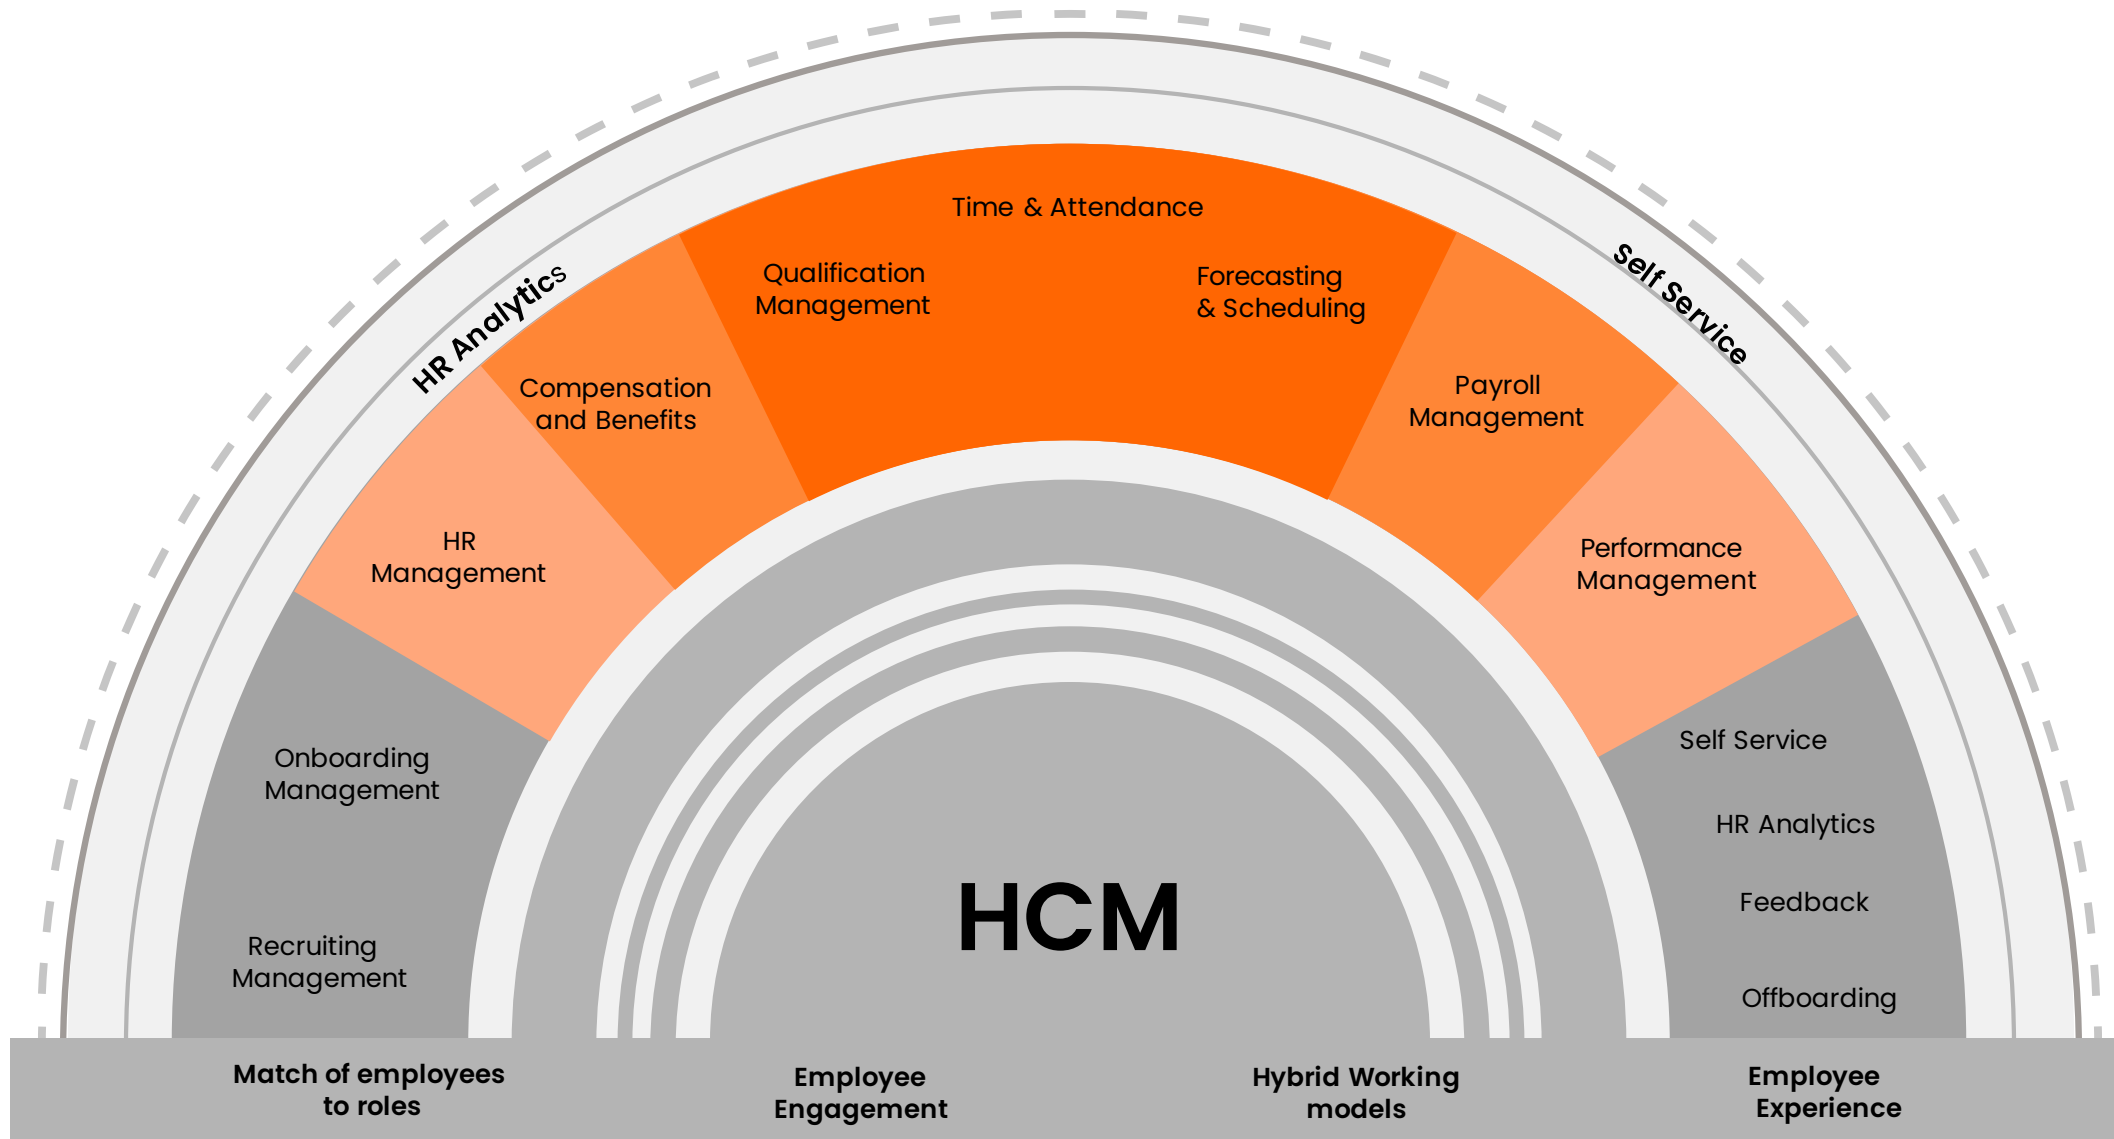 Time & Attendance
Qualification
Management
Forecasting
& Scheduling
HR Analytics
Self Service
Compensation
and Benefits
Payroll
Management
HR
Management
Performance
Management
Onboarding
Management
Self Service
HR Analytics
Feedback
Recruiting
Management
Offboarding
HCM
Match of employees
to roles
Employee
Engagement
Hybrid Working
models
Employee
Experience